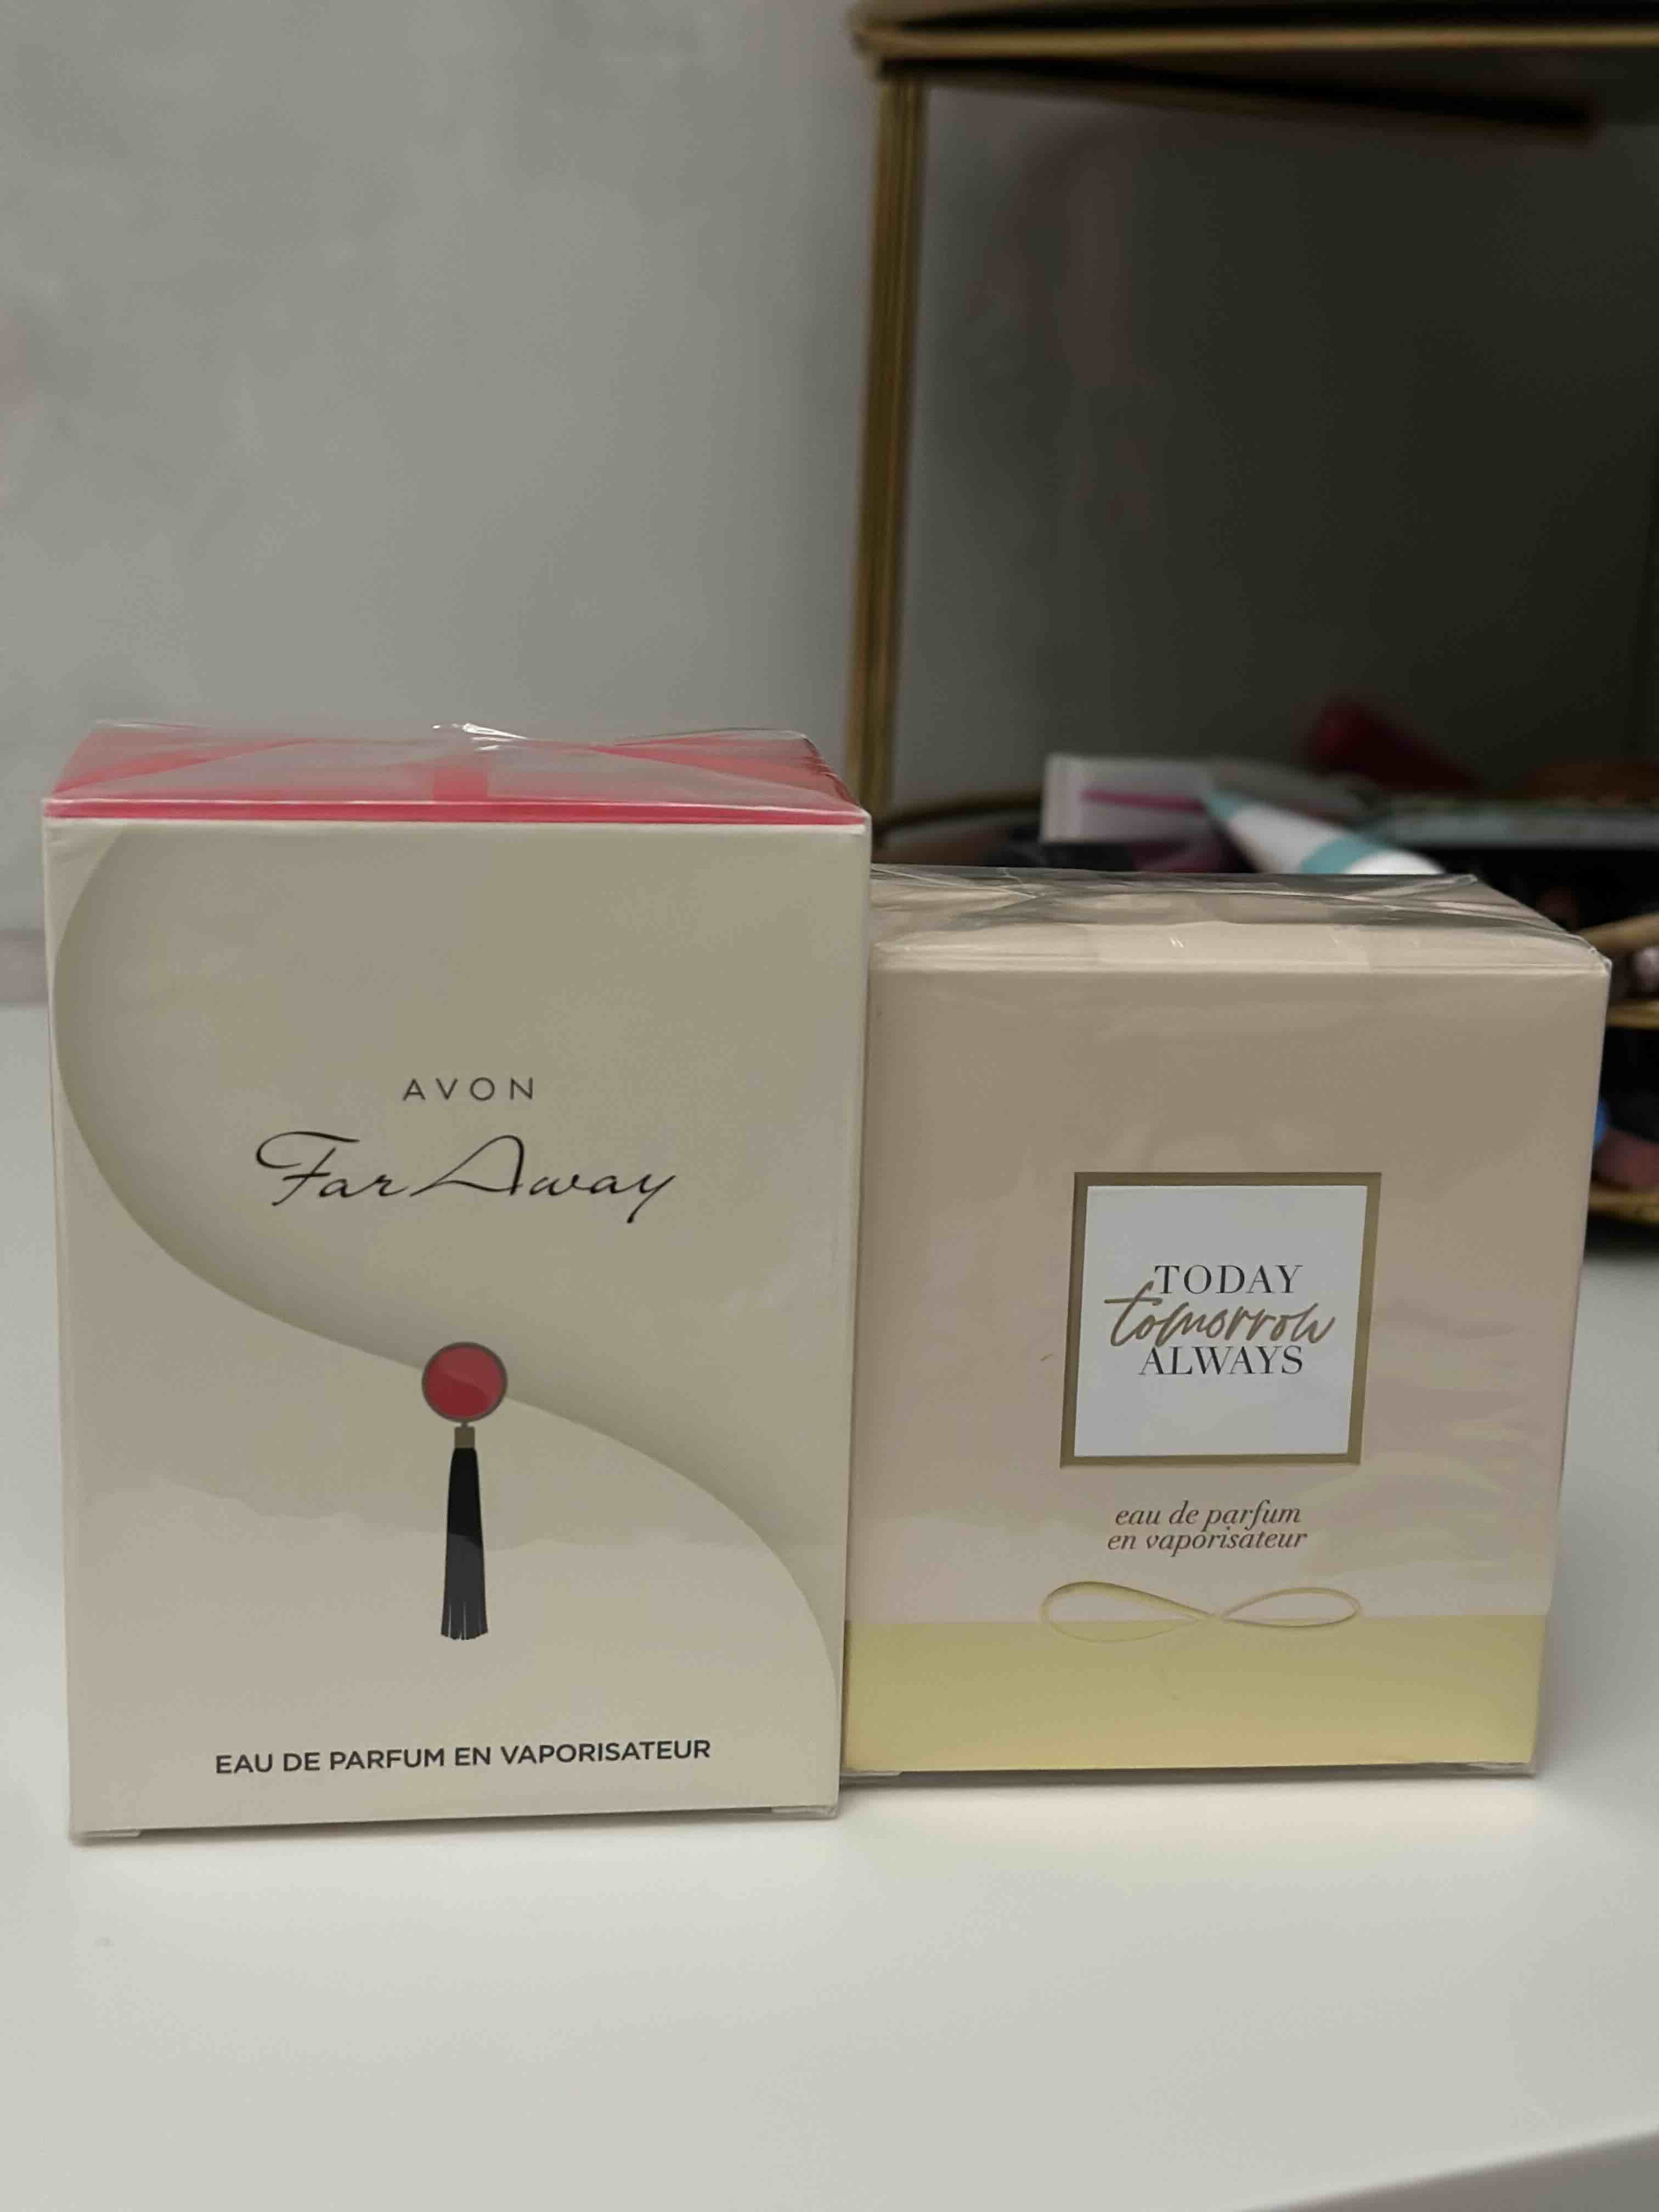 AVON
Far Away
EAU DE PARFUM EN VAPORISATEUR
TODAY
tomorrow
ALWAYS
eau de parfum
en vaporisateur